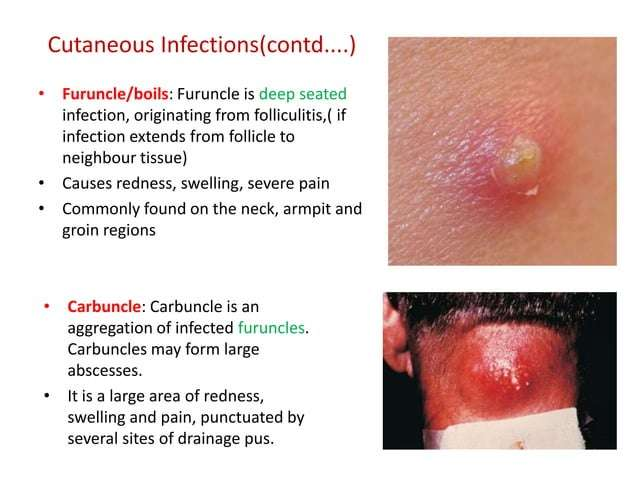 Cutaneous Infections(contd....)
• Furuncle/boils: Furuncle is deep seated
infection, originating from folliculitis,( if
infection extends from follicle to
neighbour tissue)
• Causes redness, swelling, severe pain
• Commonly found on the neck, armpit and
groin regions
• Carbuncle: Carbuncle is an
aggregation of infected furuncles.
Carbuncles may form large
abscesses.
• It is a large area of redness,
swelling and pain, punctuated by
several sites of drainage pus.